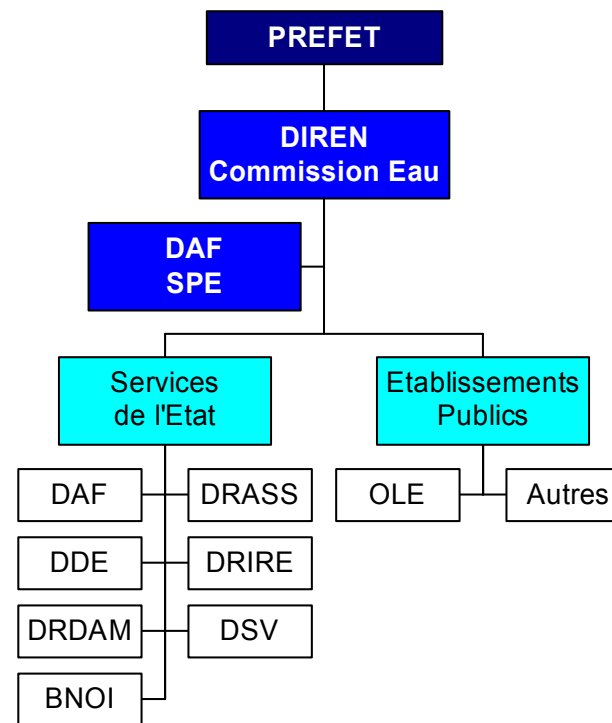 PREFET
DIREN
Commission Eau
DAF
SPE
Services
de l'Etat
Etablissements
Publics
DAF
DRASS
OLE
Autres
DDE
DRIRE
DRDAM
DSV
BNOI